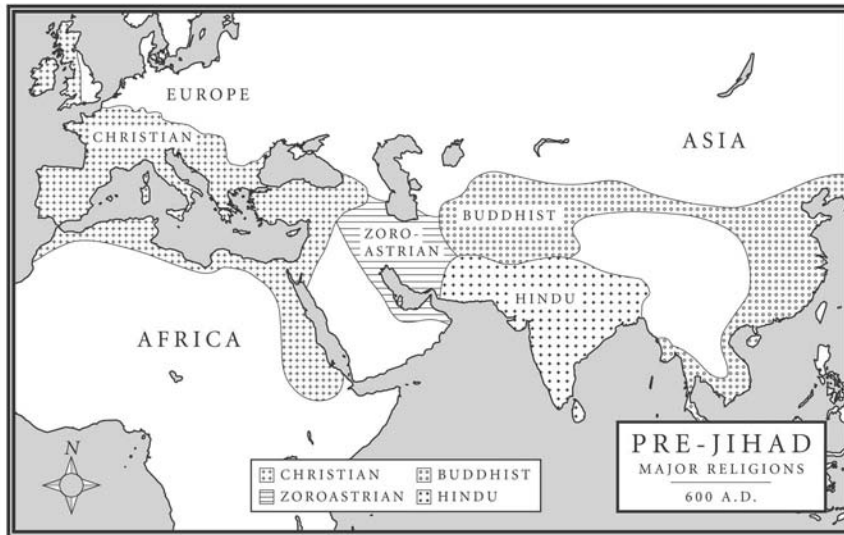 EUROPE
CHRISTIAN
ASIA
BUDDHIST
ZORO-
ASTRIAN
HINDU
AFRICA
N
CHRISTIAN
BUDDHIST
ZOROASTRIAN
HINDU
PRE-JIHAD
MAJOR RELIGIONS
600 A.D.